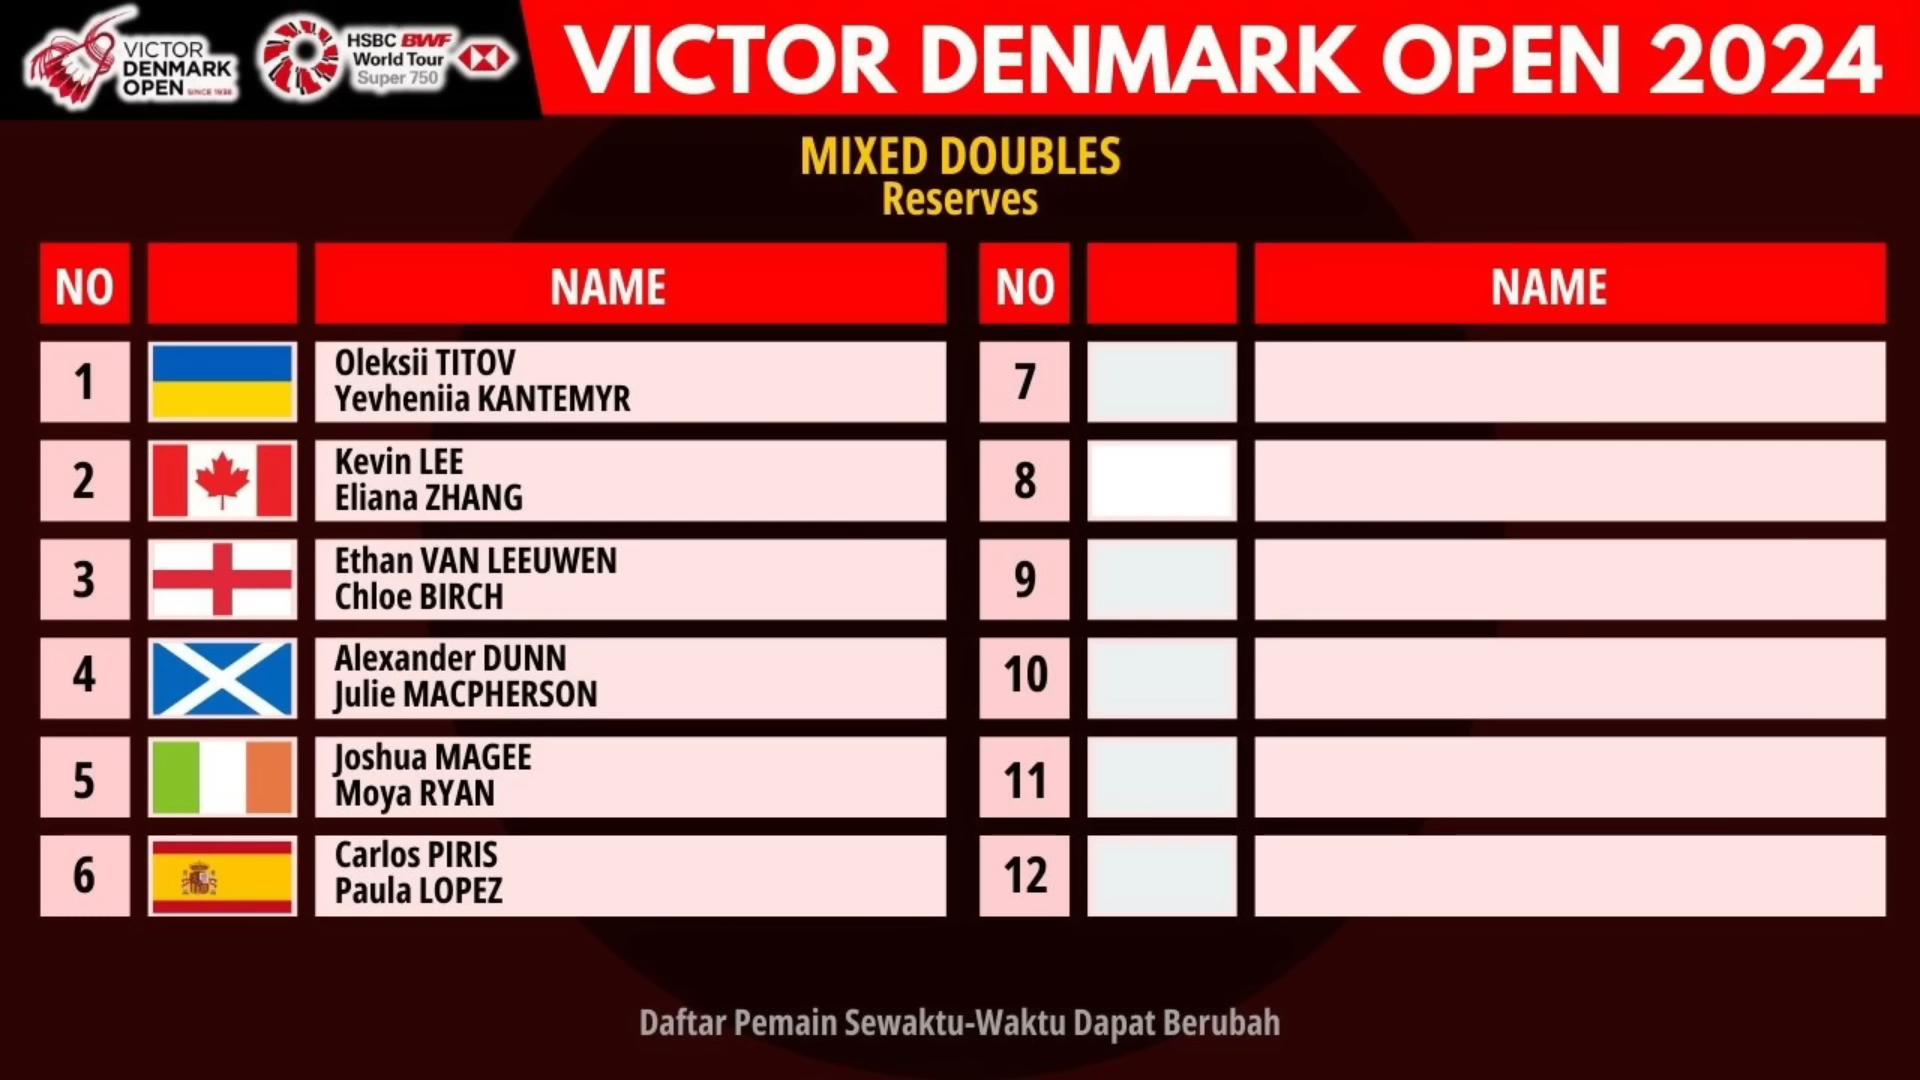 VICTOR
DENMARK
OPEN SINCE 1936
HSBC BWF
World Tour
Super 750
VICTOR DENMARK OPEN 2024
MIXED DOUBLES
Reserves
NO NAME NO NAME
1 Oleksii TITOV
Yevheniia KANTEMYR
7
2 Kevin LEE
Eliana ZHANG
8
3 Ethan VAN LEEUWEN
Chloe BIRCH
9
4 Alexander DUNN
Julie MACPHERSON
10
5 Joshua MAGEE
Moya RYAN
11
6 Carlos PIRIS
Paula LOPEZ
12
Daftar Pemain Sewaktu-Waktu Dapat Berubah